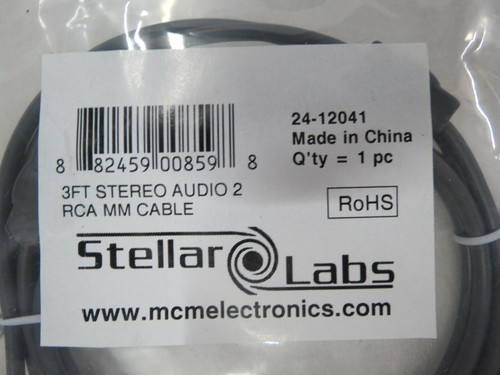 24-12041
Made in China
Q'ty = 1 pc
8 82459 00859 8
3FT STEREO AUDIO 2
RCA MM CABLE
RoHS
Stellar Labs
www.mcmelectronics.com